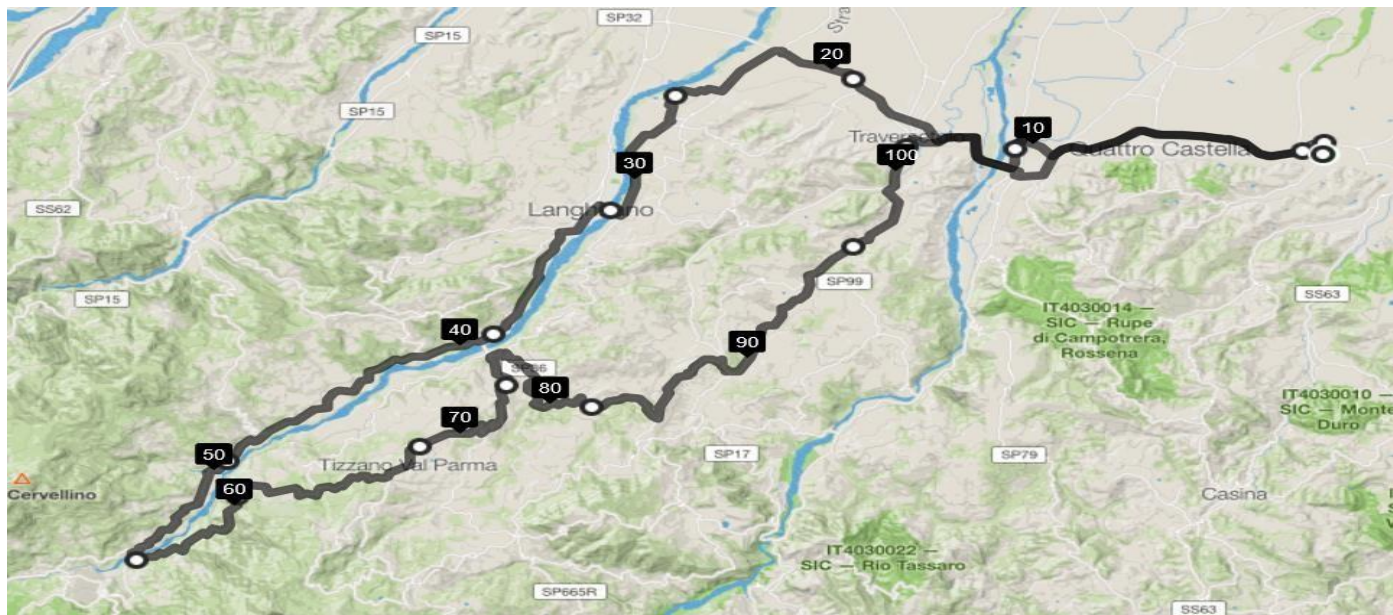 SP32
SP15
Stra
20
SP15
10
Traversetolo
Quattro Castella
100
30
SS62
Langhirano
SP15
SP99
SS63
IT4030014 —
SIC — Rupe
di Campotrera,
Rossena
40
90
80
IT4030010 —
SIC — Monte
Duro
70
50
Tizzano Val Parma
SP17
SP79
60
Cervellino
Casina
IT4030022 —
SIC — Rio Tassaro
SP665R
SS63